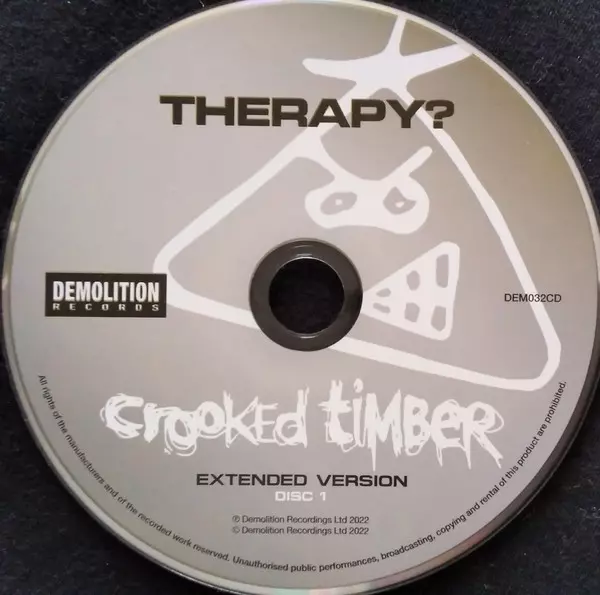 THERAPY?
DEMOLITION
RECORDS
DEM032CD
crooked timber
EXTENDED VERSION
DISC 1
℗ Demolition Recordings Ltd 2022
© Demolition Recordings Ltd 2022
All rights of the manufacturers and of the recorded work reserved. Unauthorised public performances, broadcasting, copying and rental of this product are prohibited.